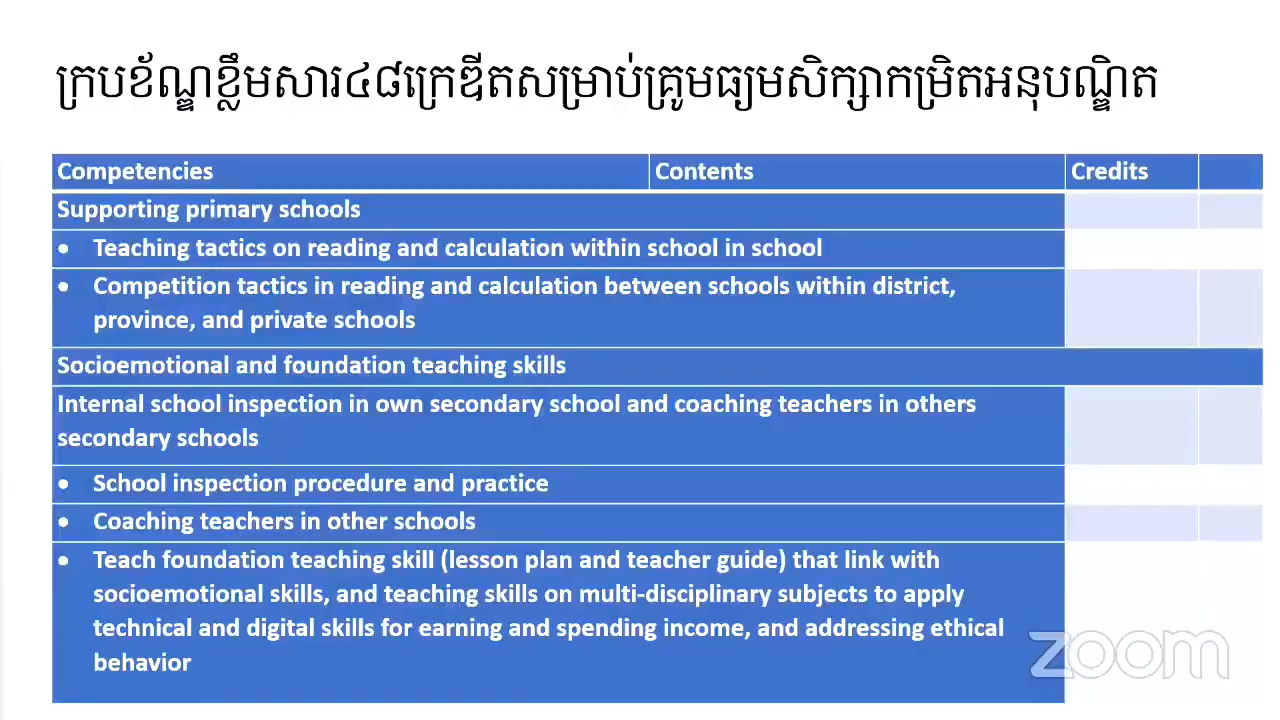 ក្របខ័ណ្ឌខ្លឹមសារ៤៨ក្រេឌីតសម្រាប់គ្រូមធ្យមសិក្សាកម្រិតអនុបណ្ឌិត
Competencies Contents Credits
Supporting primary schools
• Teaching tactics on reading and calculation within school in school
• Competition tactics in reading and calculation between schools within district,
province, and private schools
Socioemotional and foundation teaching skills
Internal school inspection in own secondary school and coaching teachers in others
secondary schools
• School inspection procedure and practice
• Coaching teachers in other schools
• Teach foundation teaching skill (lesson plan and teacher guide) that link with
socioemotional skills, and teaching skills on multi-disciplinary subjects to apply
technical and digital skills for earning and spending income, and addressing ethical
behavior
zoom